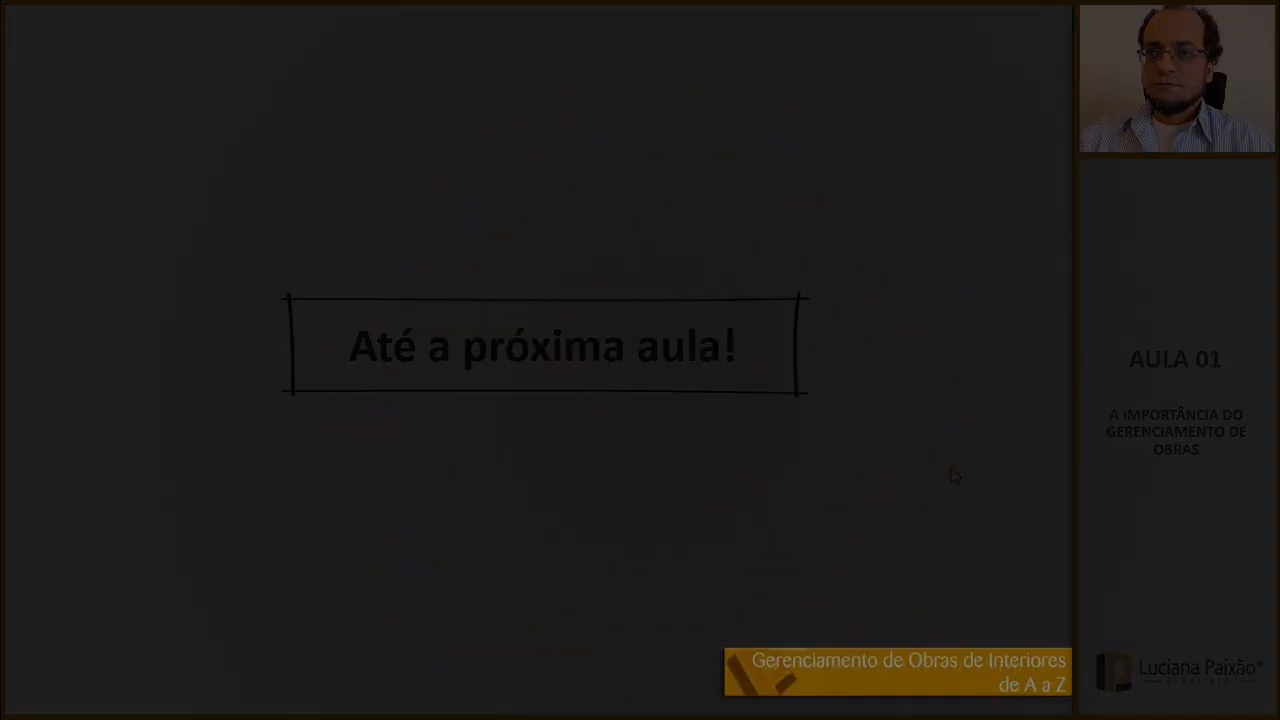 Até a próxima aula!
AULA 01
A IMPORTÂNCIA DO
GERENCIAMENTO DE
OBRAS
Gerenciamento de Obras de Interiores
de A a Z
Luciana Paixão®